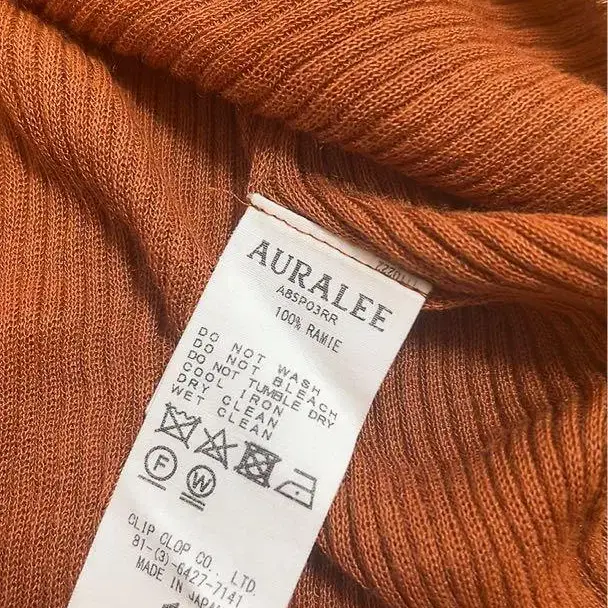 AURALEE
A8SP03RR
100% RAMIE
DO NOT WASH
DO NOT BLEACH
DO NOT TUMBLE DRY
COOL IRON
DRY CLEAN
WET CLEAN
F
W
CLIP CLOP CO., LTD.
81-(3)-6427-7141
MADE IN JAPAN